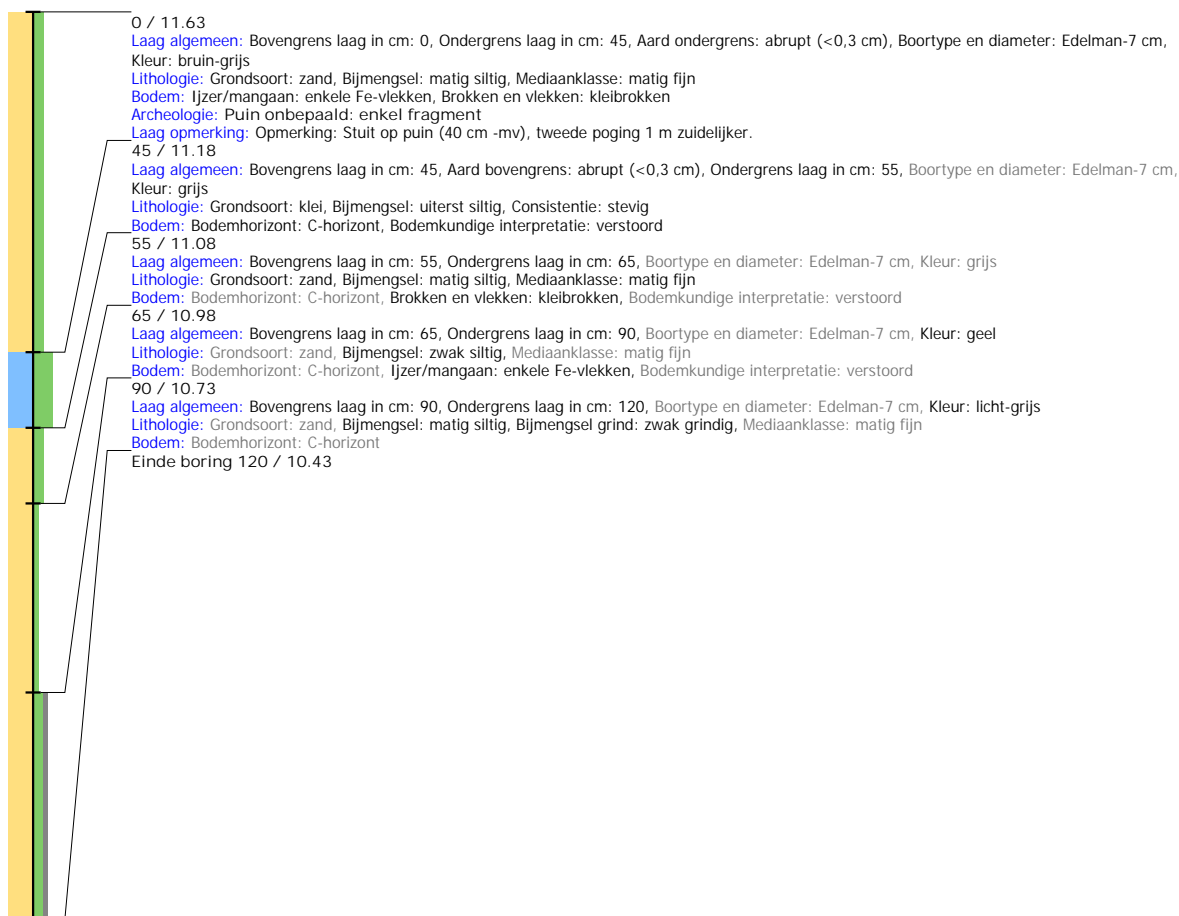 0 / 11.63
Laag algemeen: Bovengrens laag in cm: 0, Ondergrens laag in cm: 45, Aard ondergrens: abrupt (<0,3 cm), Boortype en diameter: Edelman-7 cm,
Kleur: bruin-grijs
Lithologie: Grondsoort: zand, Bijmengsel: matig siltig, Mediaanklasse: matig fijn
Bodem: Ijzer/mangaan: enkele Fe-vlekken, Brokken en vlekken: kleibrokken
Archeologie: Puin onbepaald: enkel fragment
Laag opmerking: Opmerking: Stuit op puin (40 cm -mv), tweede poging 1 m zuidelijker.
45 / 11.18
Laag algemeen: Bovengrens laag in cm: 45, Aard bovengrens: abrupt (<0,3 cm), Ondergrens laag in cm: 55, Boortype en diameter: Edelman-7 cm,
Kleur: grijs
Lithologie: Grondsoort: klei, Bijmengsel: uiterst siltig, Consistentie: stevig
Bodem: Bodemhorizont: C-horizont, Bodemkundige interpretatie: verstoord
55 / 11.08
Laag algemeen: Bovengrens laag in cm: 55, Ondergrens laag in cm: 65, Boortype en diameter: Edelman-7 cm, Kleur: grijs
Lithologie: Grondsoort: zand, Bijmengsel: matig siltig, Mediaanklasse: matig fijn
Bodem: Bodemhorizont: C-horizont, Brokken en vlekken: kleibrokken, Bodemkundige interpretatie: verstoord
65 / 10.98
Laag algemeen: Bovengrens laag in cm: 65, Ondergrens laag in cm: 90, Boortype en diameter: Edelman-7 cm, Kleur: geel
Lithologie: Grondsoort: zand, Bijmengsel: zwak siltig, Mediaanklasse: matig fijn
Bodem: Bodemhorizont: C-horizont, Ijzer/mangaan: enkele Fe-vlekken, Bodemkundige interpretatie: verstoord
90 / 10.73
Laag algemeen: Bovengrens laag in cm: 90, Ondergrens laag in cm: 120, Boortype en diameter: Edelman-7 cm, Kleur: licht-grijs
Lithologie: Grondsoort: zand, Bijmengsel: matig siltig, Bijmengsel grind: zwak grindig, Mediaanklasse: matig fijn
Bodem: Bodemhorizont: C-horizont
Einde boring 120 / 10.43